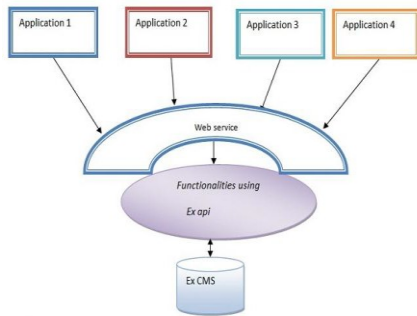 Application 1
Application 2
Application 3
Application 4
Web service
Functionalities using
Ex api
Ex CMS